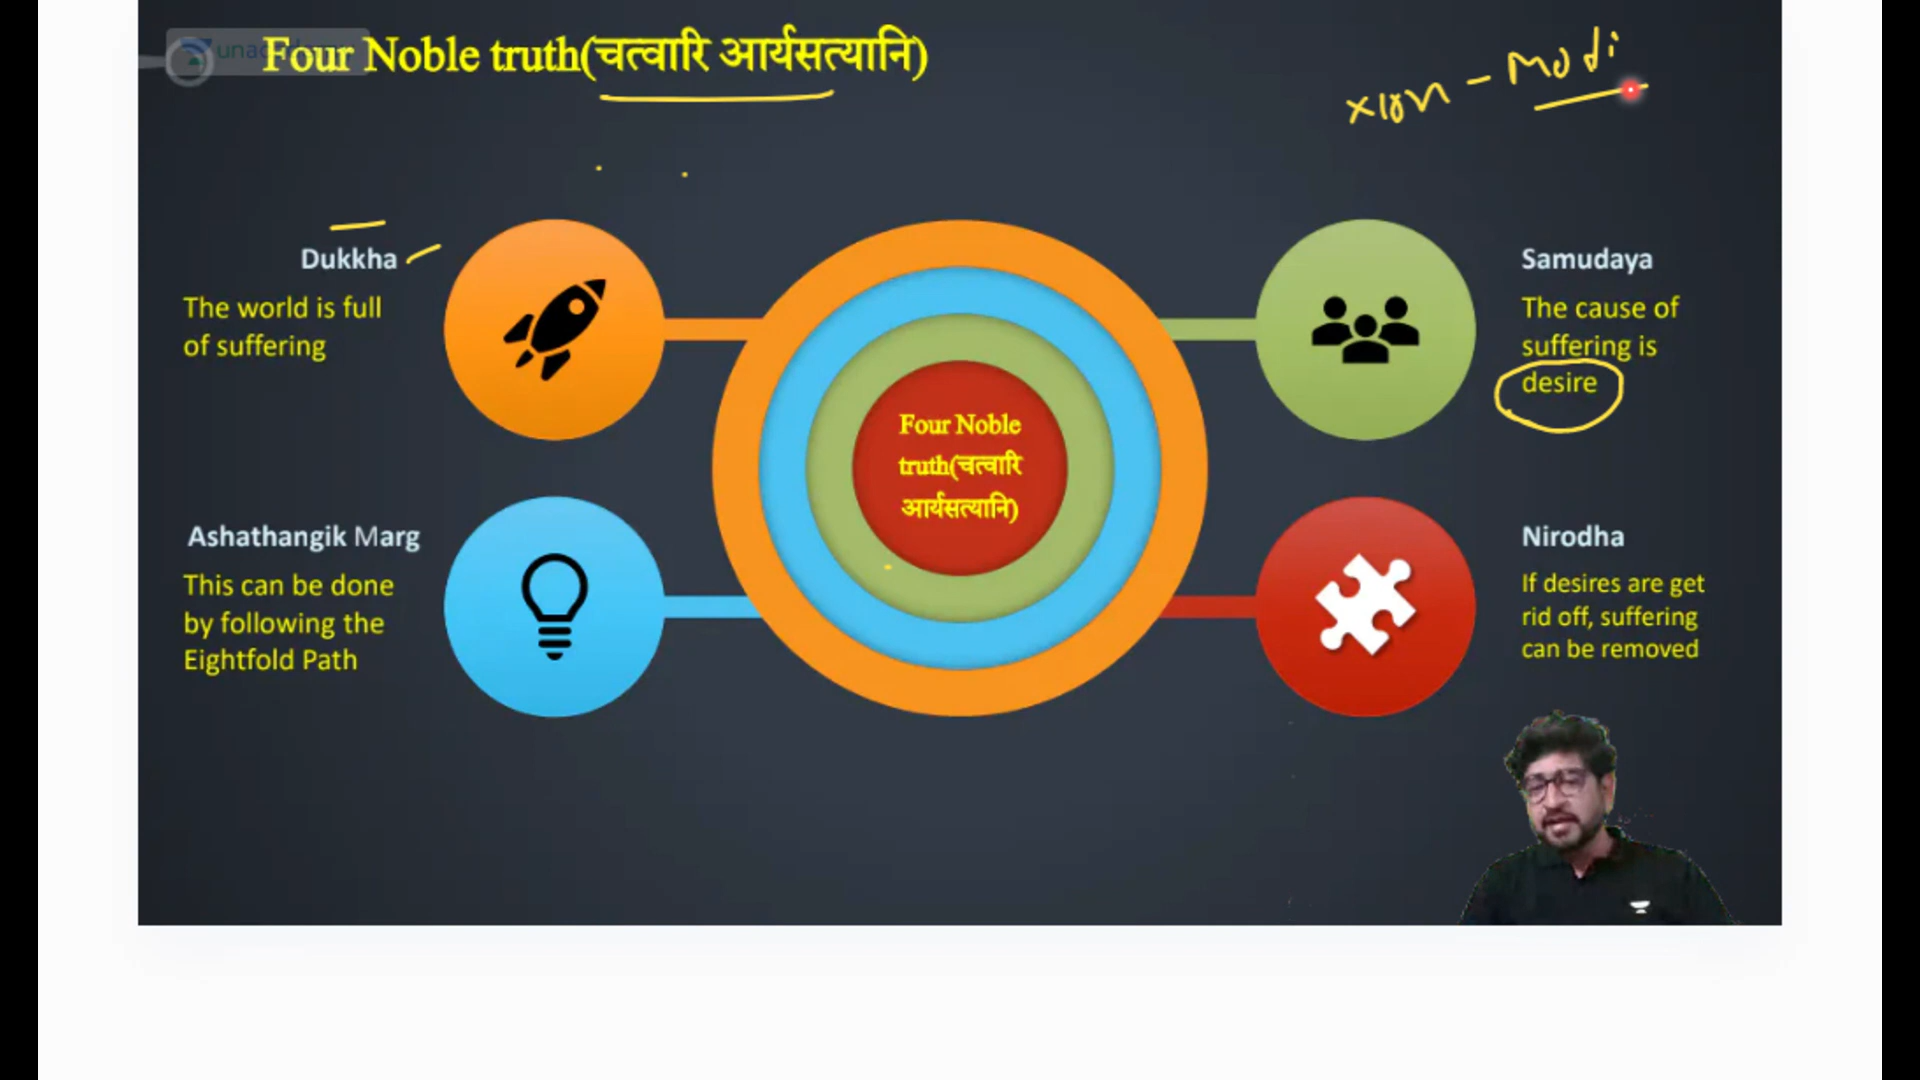 Four Noble truth(चत्वारि आर्यसत्यानि)
Modi
Dukkha
The world is full
of suffering
Samudaya
The cause of
suffering is
desire
Four Noble
truth(चत्वारि
आर्यसत्यानि)
Ashathangik Marg
This can be done
by following the
Eightfold Path
Nirodha
If desires are get
rid off, suffering
can be removed